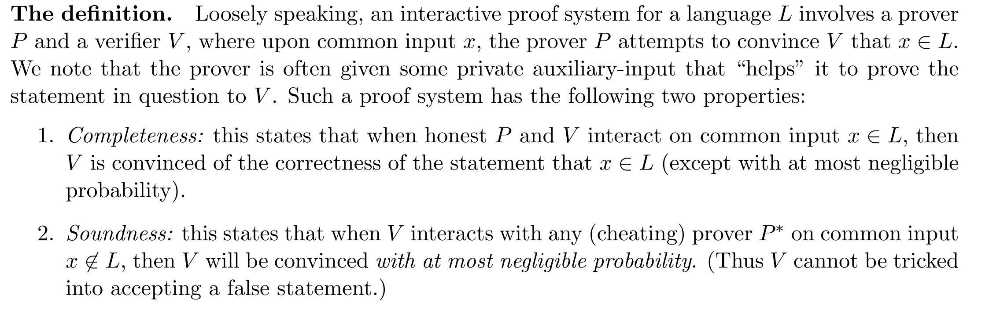 The definition. Loosely speaking, an interactive proof system for a language L involves a prover
P and a verifier V, where upon common input x, the prover P attempts to convince V that x ∈ L.
We note that the prover is often given some private auxiliary-input that “helps” it to prove the
statement in question to V. Such a proof system has the following two properties:
1. Completeness: this states that when honest P and V interact on common input x ∈ L, then
V is convinced of the correctness of the statement that x ∈ L (except with at most negligible
probability).
2. Soundness: this states that when V interacts with any (cheating) prover P* on common input
x ∉ L, then V will be convinced with at most negligible probability. (Thus V cannot be tricked
into accepting a false statement.)